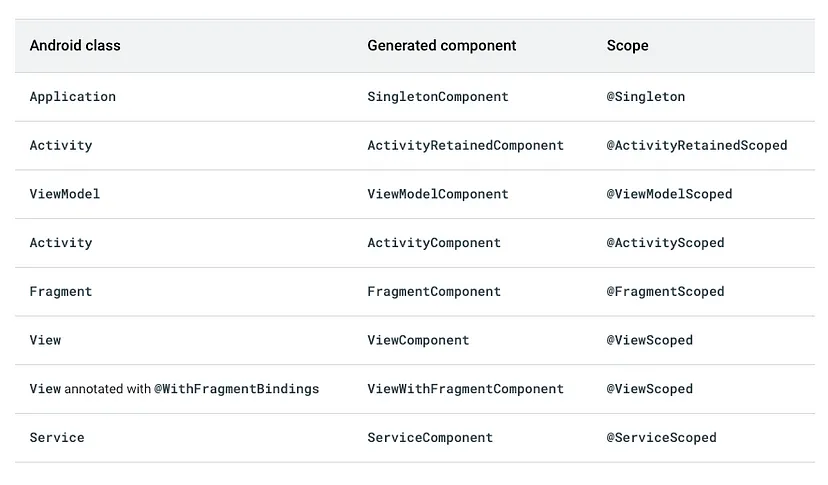 Android class Generated component Scope
Application SingletonComponent @Singleton
Activity ActivityRetainedComponent @ActivityRetainedScoped
ViewModel ViewModelComponent @ViewModelScoped
Activity ActivityComponent @ActivityScoped
Fragment FragmentComponent @FragmentScoped
View ViewComponent @ViewScoped
View annotated with @WithFragmentBindings ViewWithFragmentComponent @ViewScoped
Service ServiceComponent @ServiceScoped